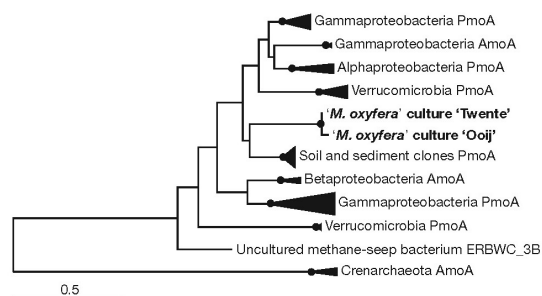 Gammaproteobacteria PmoA
Gammaproteobacteria AmoA
Alphaproteobacteria PmoA
Verrucomicrobia PmoA
‘M. oxyfera’ culture ‘Twente’
‘M. oxyfera’ culture ‘Ooij’
Soil and sediment clones PmoA
Betaproteobacteria AmoA
Gammaproteobacteria PmoA
Verrucomicrobia PmoA
Uncultured methane-seep bacterium ERBWC_3B
Crenarchaeota AmoA
0.5